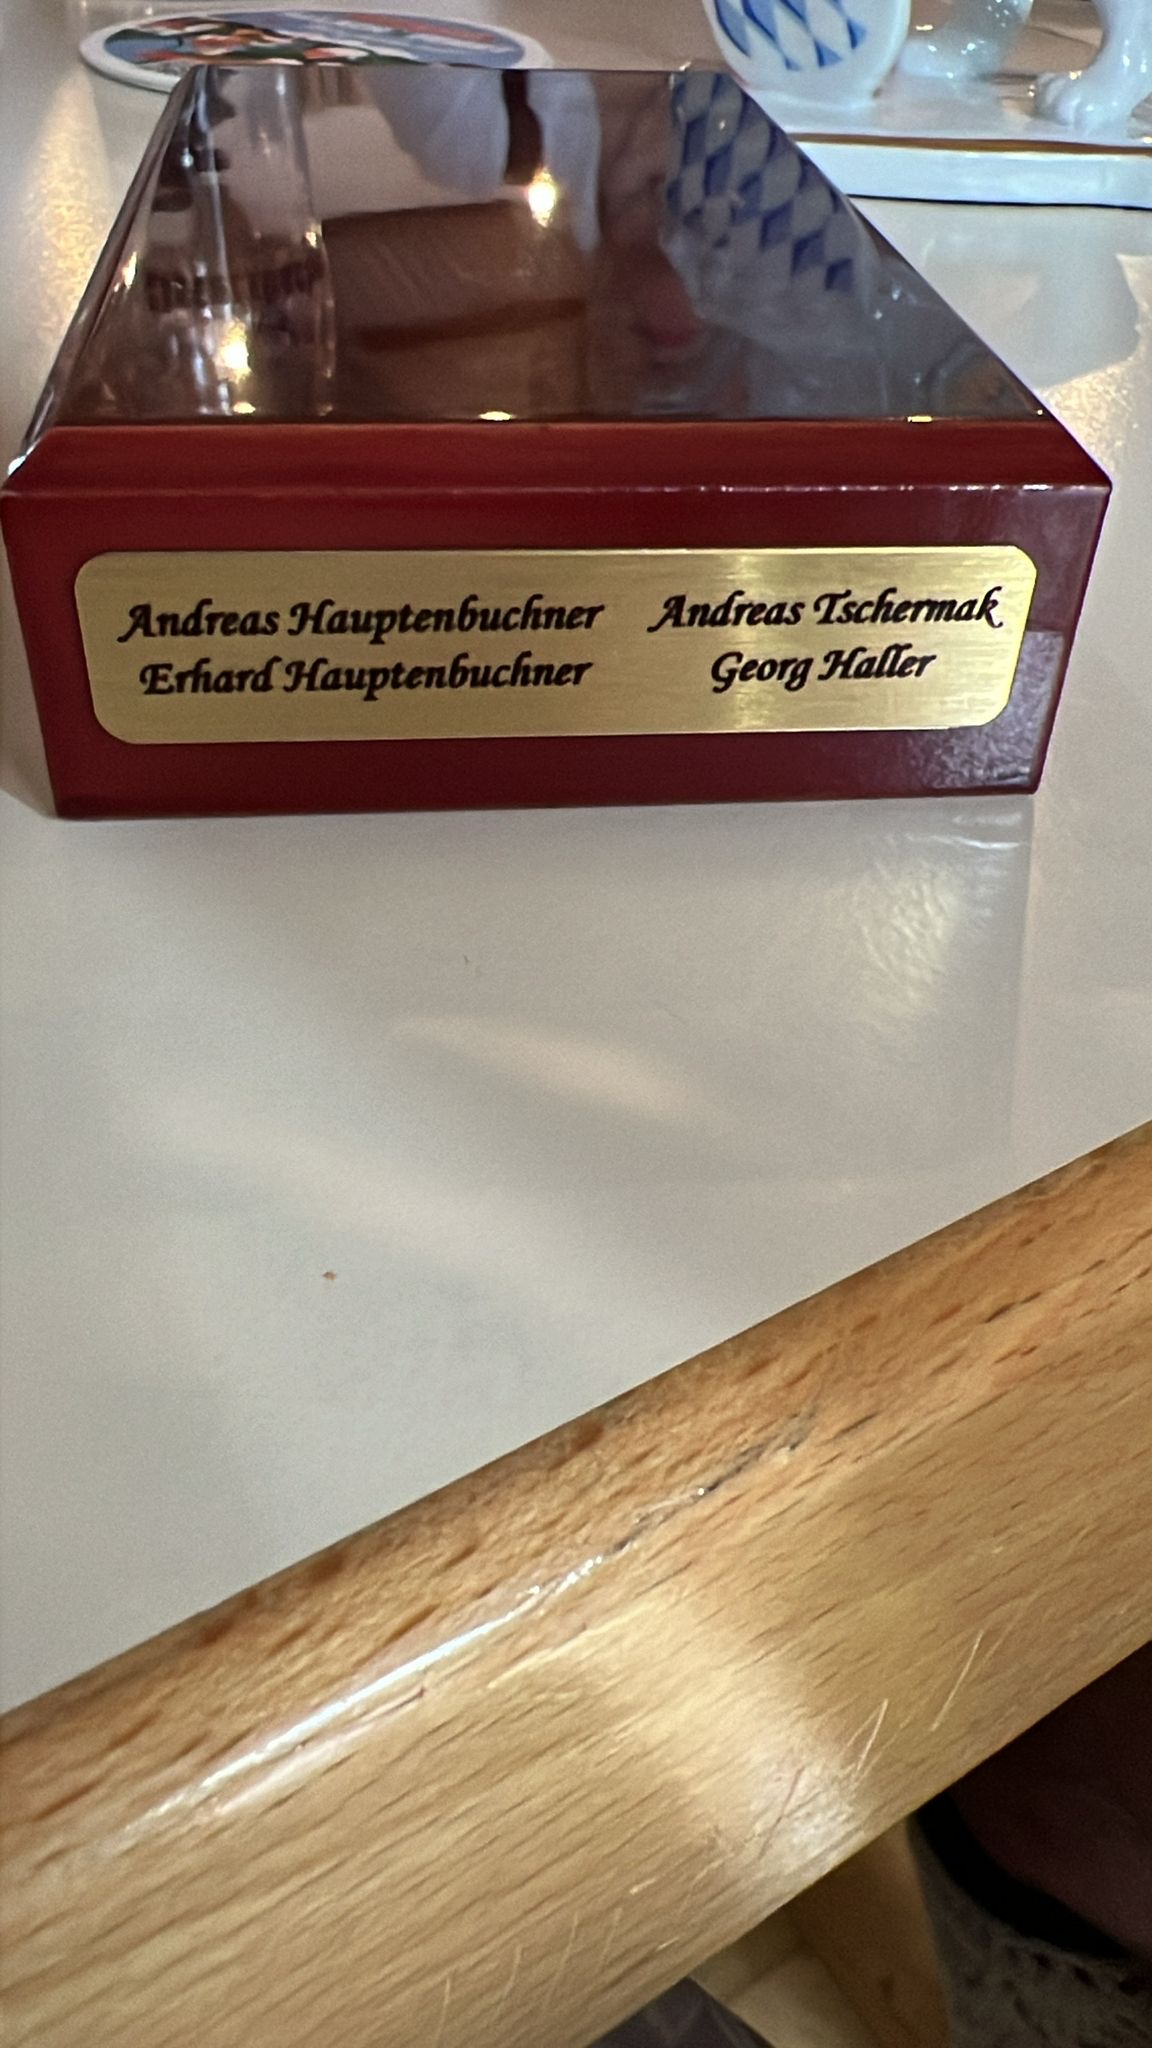 Andreas Hauptenbuchner Andreas Tschermak
Erhard Hauptenbuchner Georg Haller